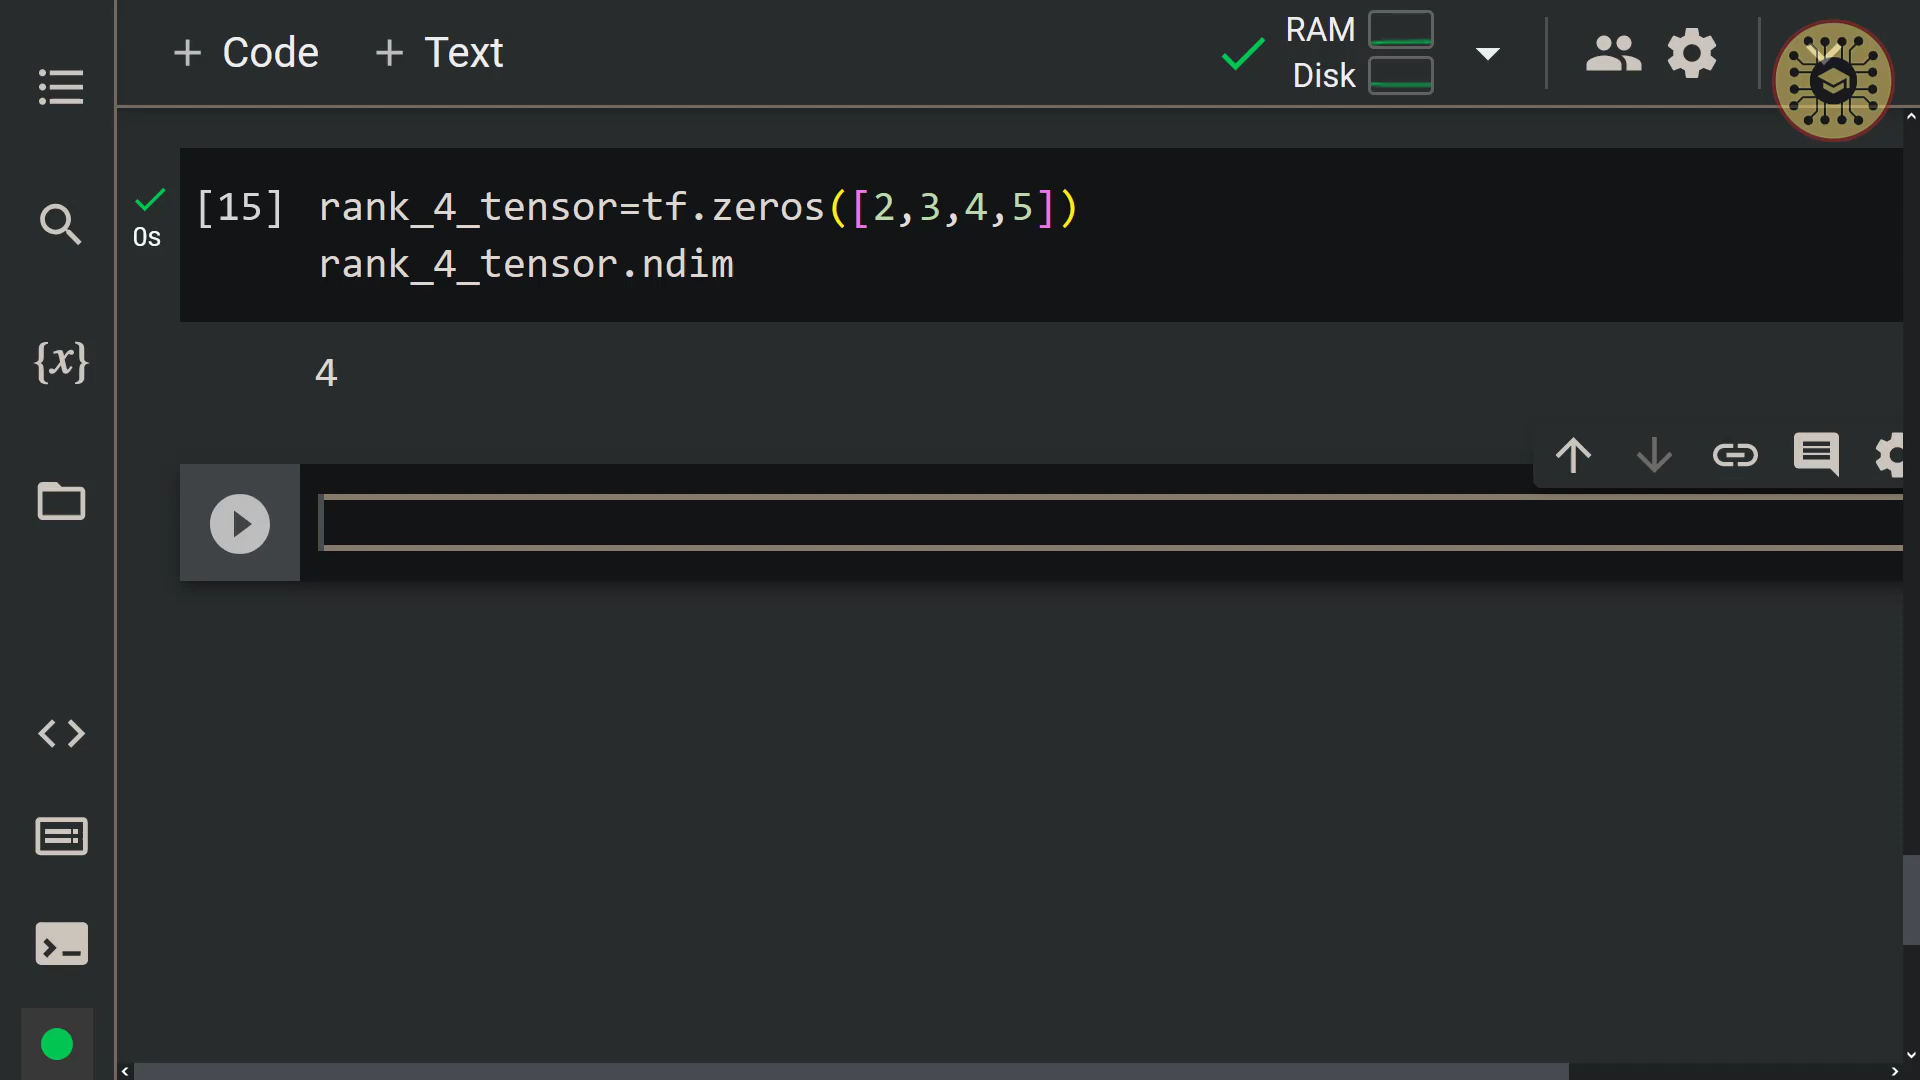 + Code + Text
RAM
Disk
[15] rank_4_tensor=tf.zeros([2,3,4,5])
0s
rank_4_tensor.ndim
{x}
4